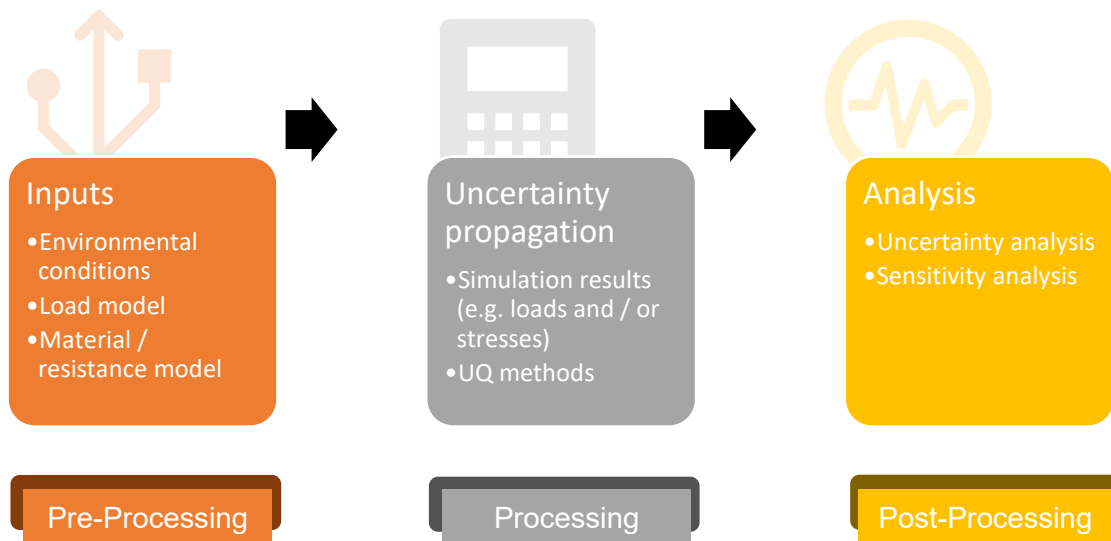 Inputs
•Environmental
conditions
•Load model
•Material /
resistance model
Uncertainty
propagation
•Simulation results
(e.g. loads and / or
stresses)
•UQ methods
Analysis
•Uncertainty analysis
•Sensitivity analysis
Pre-Processing
Processing
Post-Processing